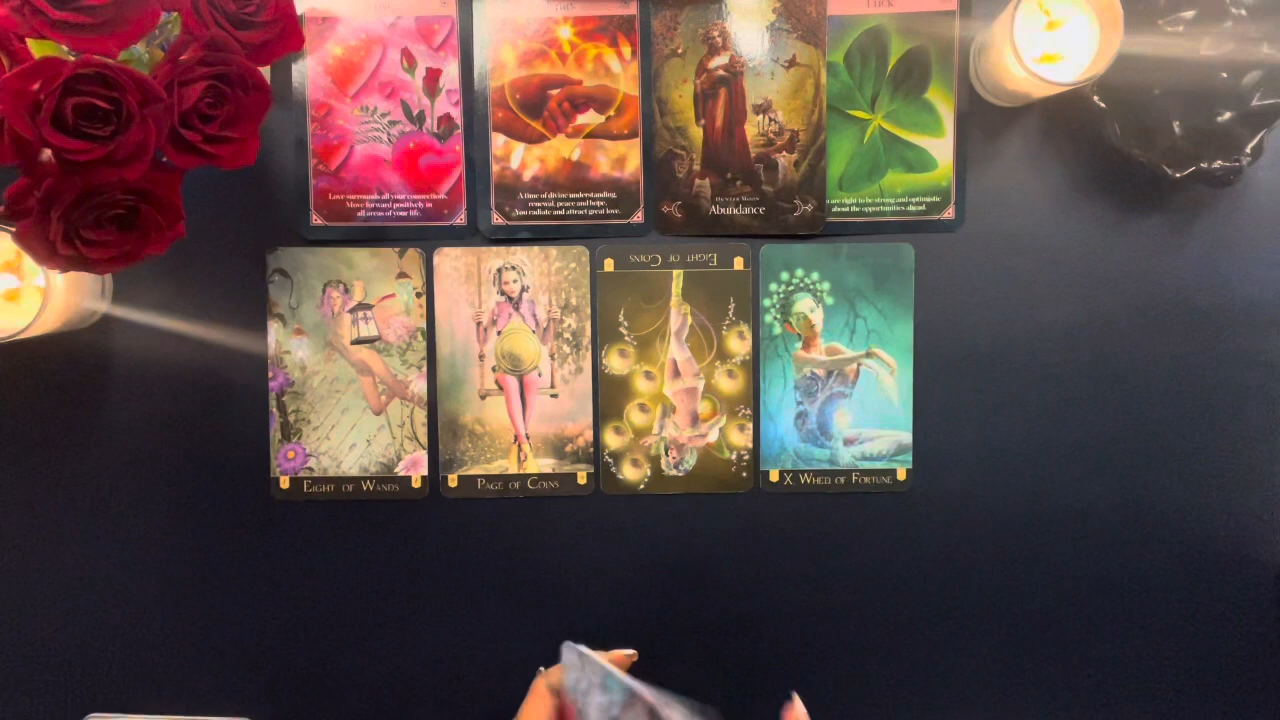 Luck
Love surrounds all your connections.
Move forward positively in
all areas of your life.
A time of divine understanding,
renewal, peace and hope.
You radiate and attract great love.
Hunter Moon
Abundance
are right to be strong and optimistic
about the opportunities ahead.
Eight of Wands
Page of Coins
Eight of Coins
X Wheel of Fortune